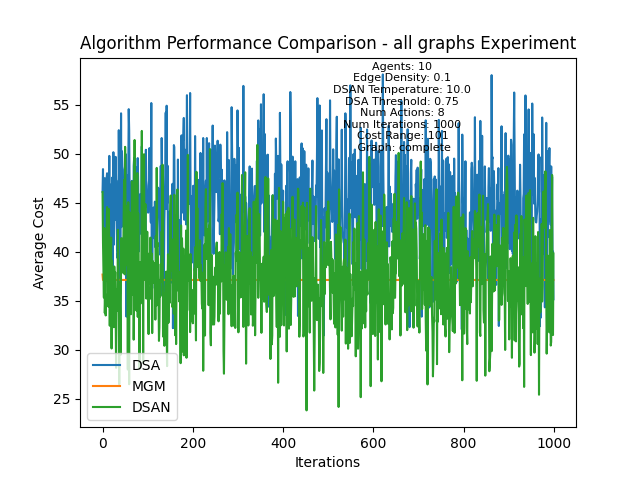 Algorithm Performance Comparison - all graphs Experiment
Agents: 10
Edge Density: 0.1
DSAN Temperature: 10.0
DSA Threshold: 0.75
Num Actions: 8
Num Iterations: 1000
Cost Range: 101
Graph: complete
Average Cost
55
50
45
40
35
30
25
DSA
MGM
DSAN
0
200
400
600
800
1000
Iterations